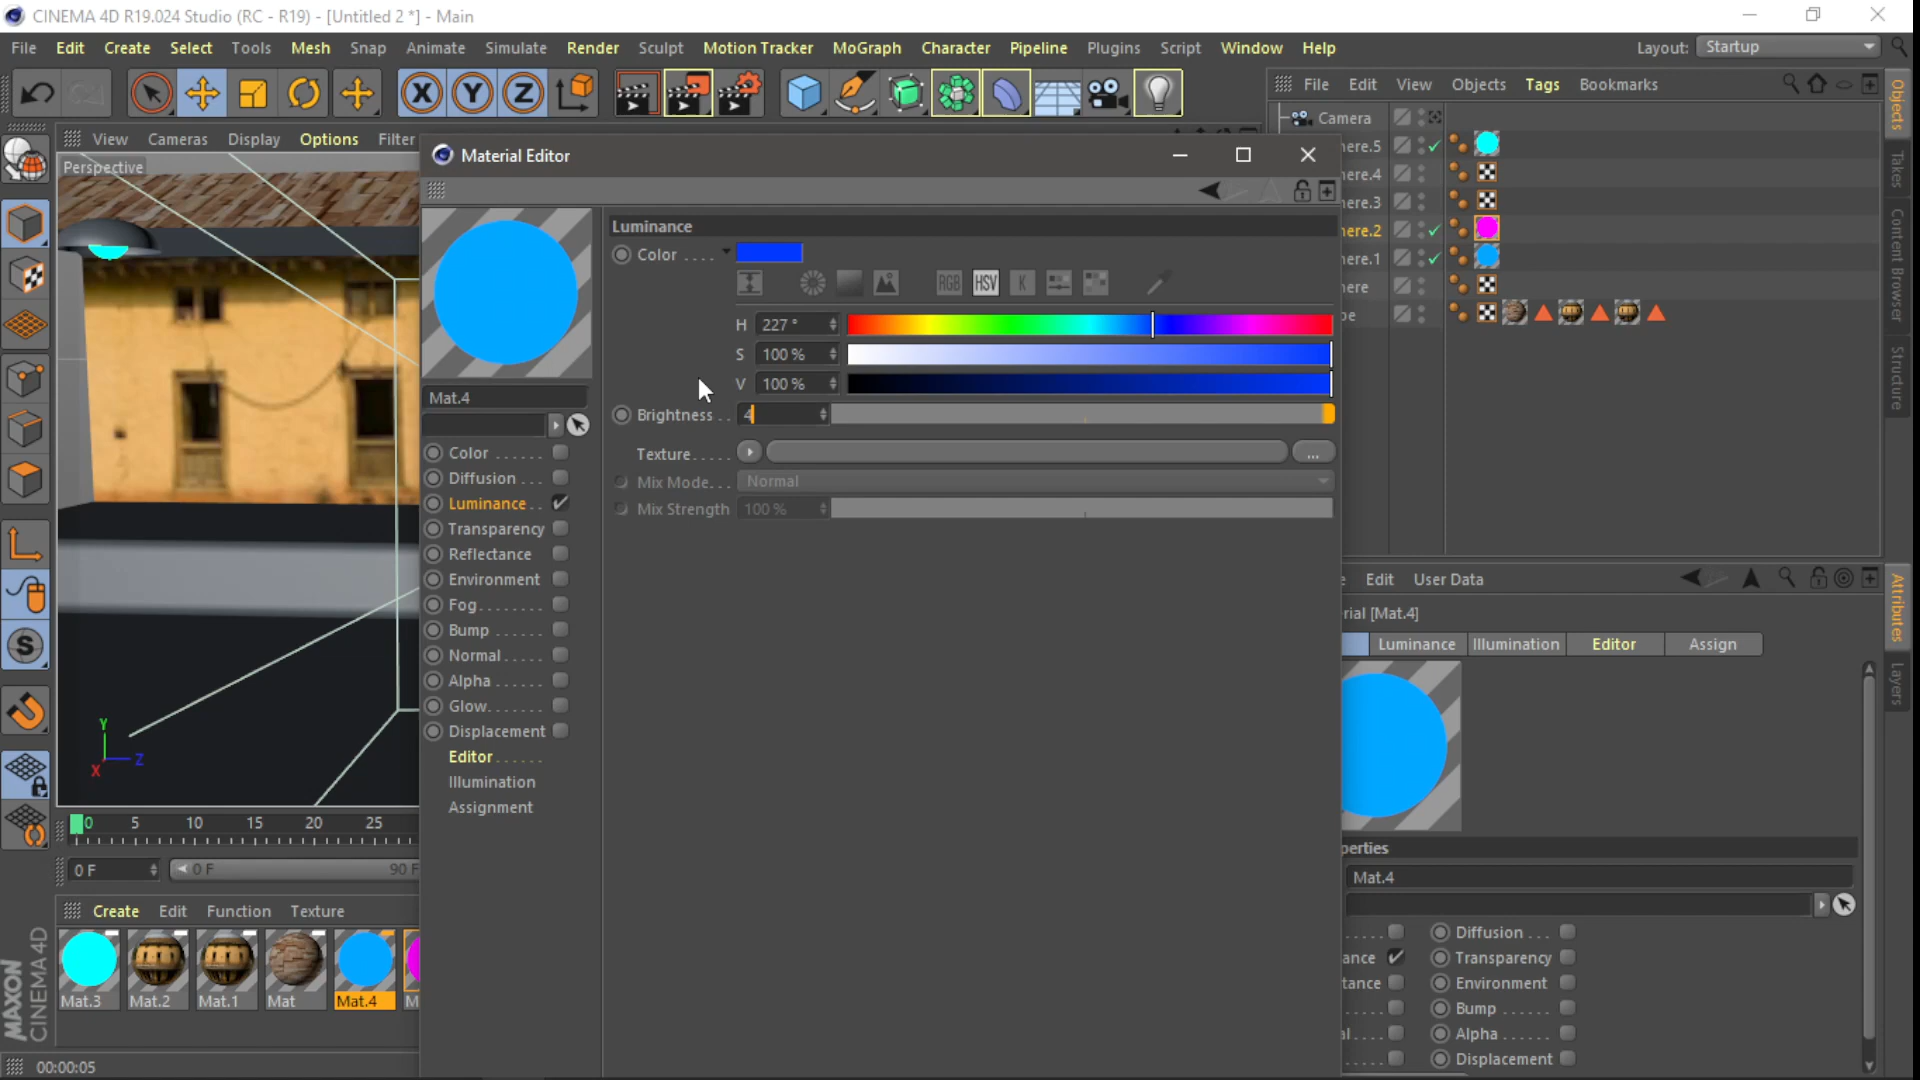 CINEMA 4D R19.024 Studio (RC - R19) - [Untitled 2 *] - Main
File Edit Create Select Tools Mesh Snap Animate Simulate Render Sculpt Motion Tracker MoGraph Character Pipeline Plugins Script Window Help Layout: Startup
File Edit View Objects Tags Bookmarks
View Cameras Display Options Filter
Perspective
Material Editor
Camera
here.5
here.4
here.3
here.2
here.1
here
be
Objects
Takes
Content Browser
Structure
Luminance
Color ....
RGB HSV K
H 227 °
S 100 %
V 100 %
Brightness .. 4
Texture..... ...
Mix Mode... Normal
Mix Strength 100 %
Mat.4
Color ......
Diffusion ...
Luminance. .
Transparency
Reflectance
Environment
Fog........
Bump ......
Normal.....
Alpha ......
Glow.......
Displacement
Editor......
Illumination
Assignment
Y
Z
X
0 5 10 15 20 25
0 F 0 F 90 F
Create Edit Function Texture
Mat.3 Mat.2 Mat.1 Mat Mat.4 M
MAXON
CINEMA 4D
00:00:05
Edit User Data
rial [Mat.4]
Luminance Illumination Editor Assign
Attributes
Layers
perties
Mat.4
Diffusion ...
ance Transparency
tance Environment
Bump ......
al.... Alpha ......
Displacement